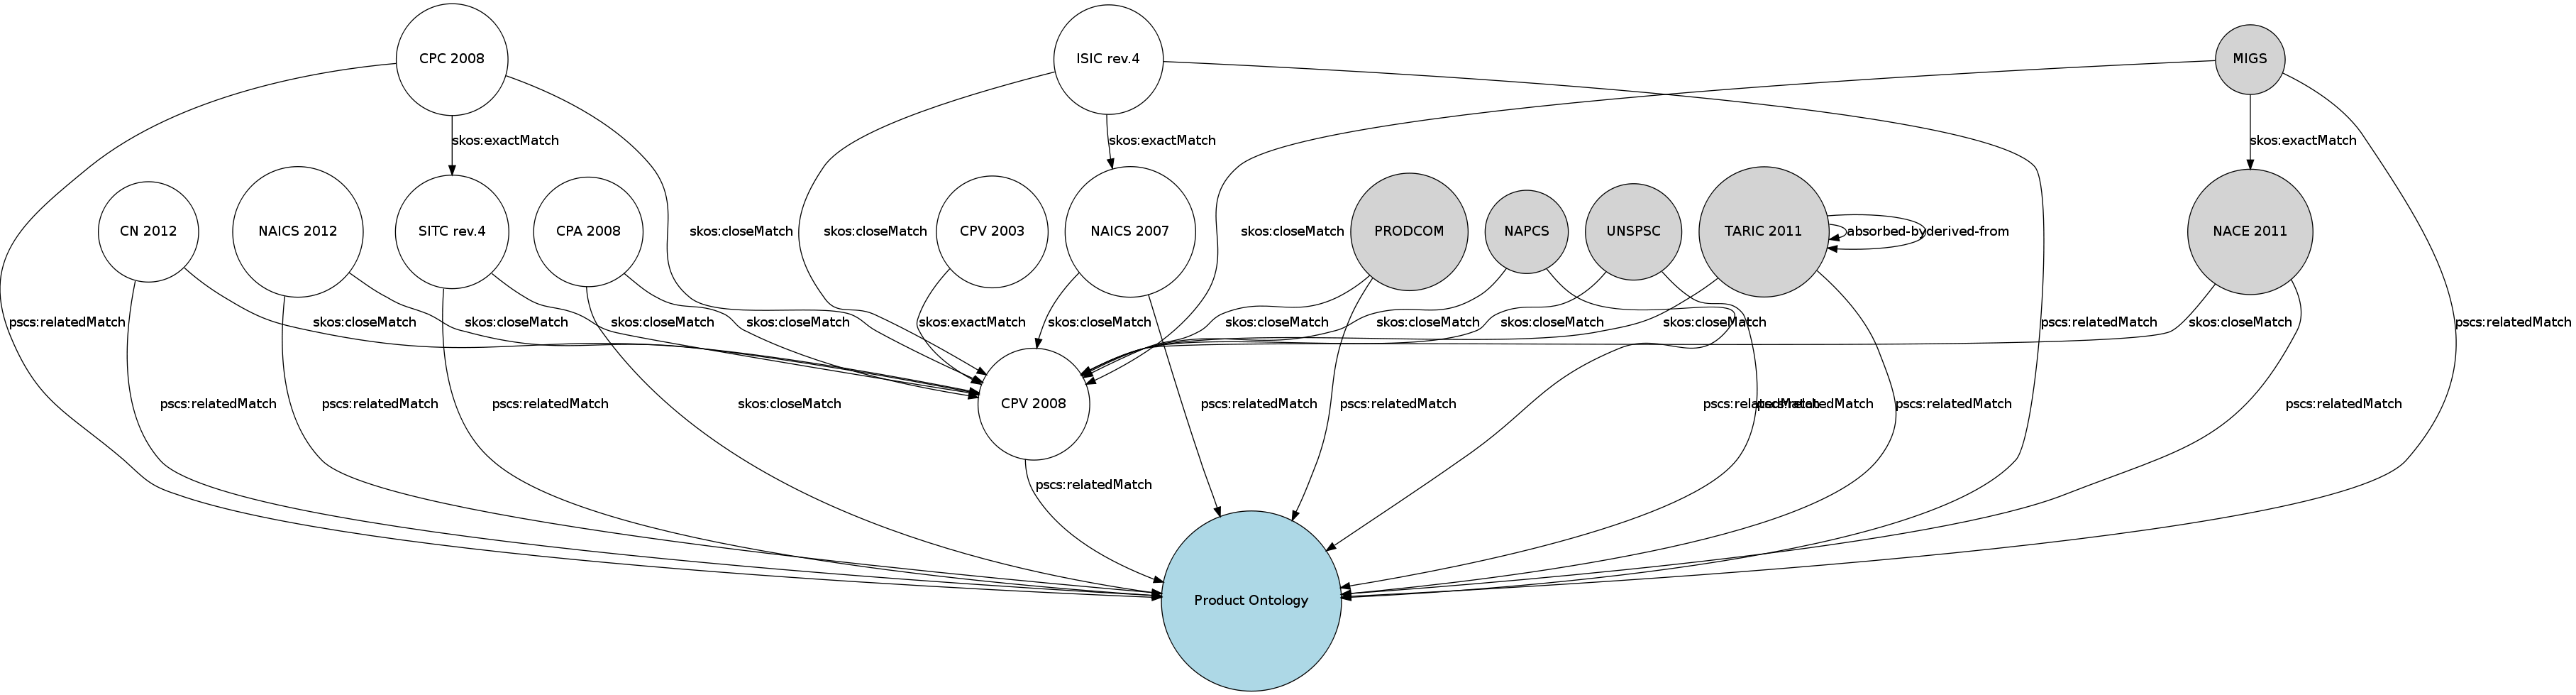 CPC 2008
ISIC rev.4
MIGS
skos:exactMatch
skos:exactMatch
skos:exactMatch
CN 2012
NAICS 2012
SITC rev.4
CPA 2008
skos:closeMatch
skos:closeMatch
CPV 2003
NAICS 2007
skos:closeMatch
PRODCOM
NAPCS
UNSPSC
TARIC 2011
absorbed-by
derived-from
NACE 2011
pscs:relatedMatch
skos:closeMatch
skos:closeMatch
skos:closeMatch
skos:closeMatch
skos:exactMatch
skos:closeMatch
skos:closeMatch
skos:closeMatch
skos:closeMatch
skos:closeMatch
pscs:relatedMatch
skos:closeMatch
pscs:relatedMatch
pscs:relatedMatch
pscs:relatedMatch
pscs:relatedMatch
skos:closeMatch
CPV 2008
pscs:relatedMatch
pscs:relatedMatch
pscs:relatedMatch
pscs:relatedMatch
pscs:relatedMatch
pscs:relatedMatch
pscs:relatedMatch
Product Ontology